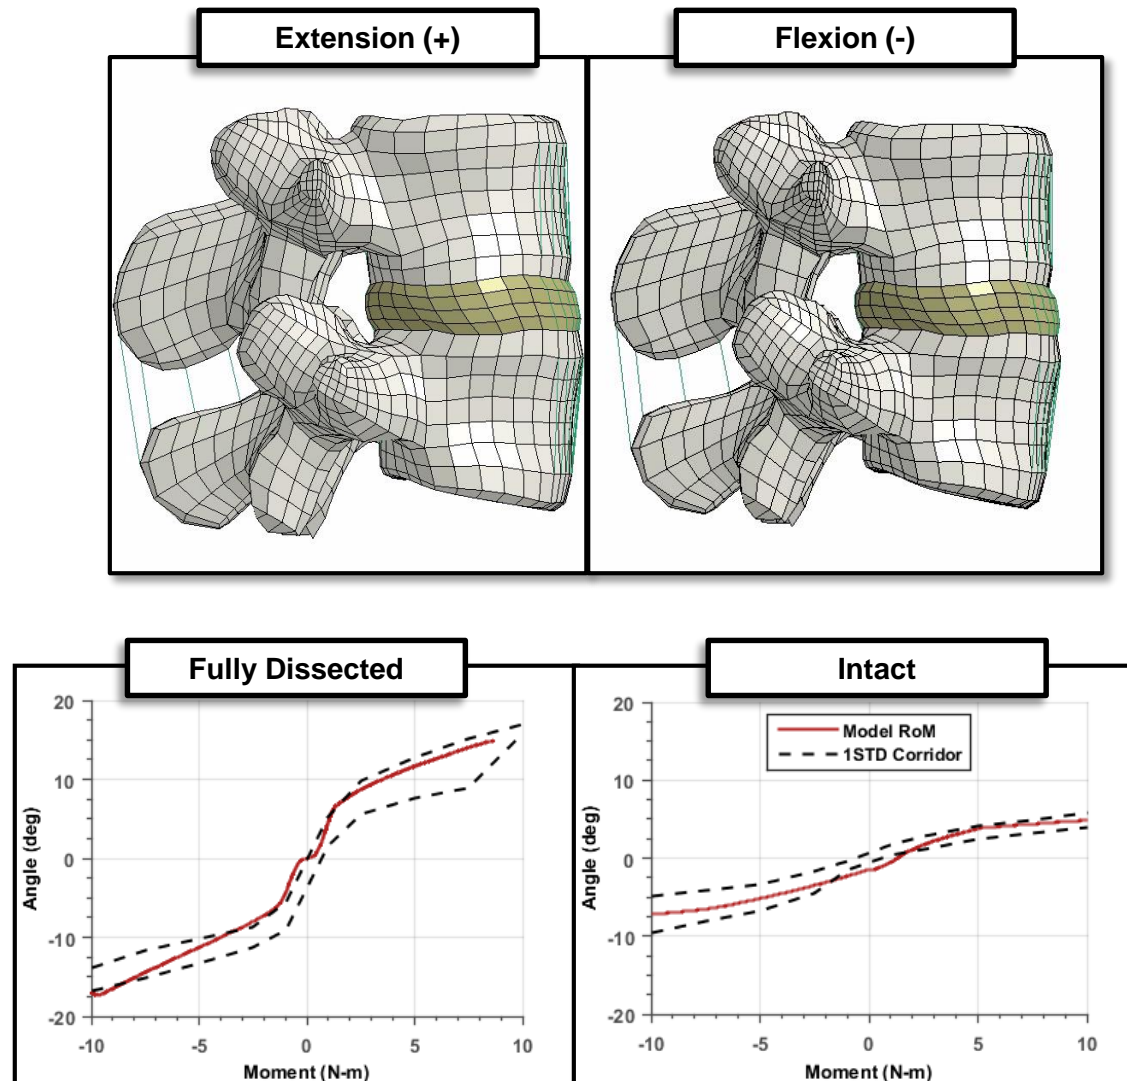 Extension (+)
Flexion (-)
Fully Dissected
Intact
20
10
0
-10
-20
Angle (deg)
-10
-5
0
5
10
Moment (N-m)
20
10
0
-10
-20
Angle (deg)
Model RoM
1STD Corridor
-10
-5
0
5
10
Moment (N-m)